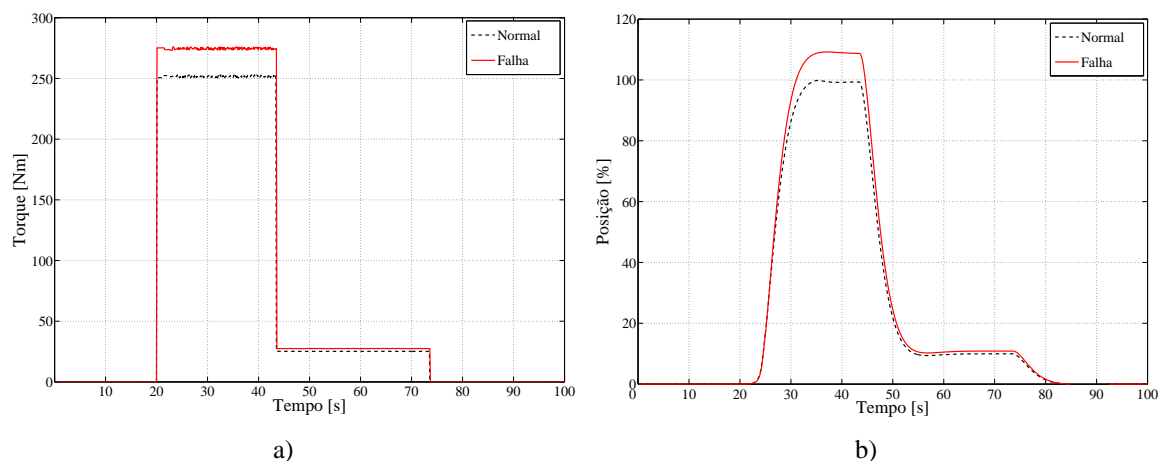 300
250
200
150
100
50
0
Torque [Nm]
10 20 30 40 50 60 70 80 90 100
Tempo [s]
Normal
Falha
a)
120
100
80
60
40
20
0
Posição [%]
0 10 20 30 40 50 60 70 80 90 100
Tempo [s]
Normal
Falha
b)